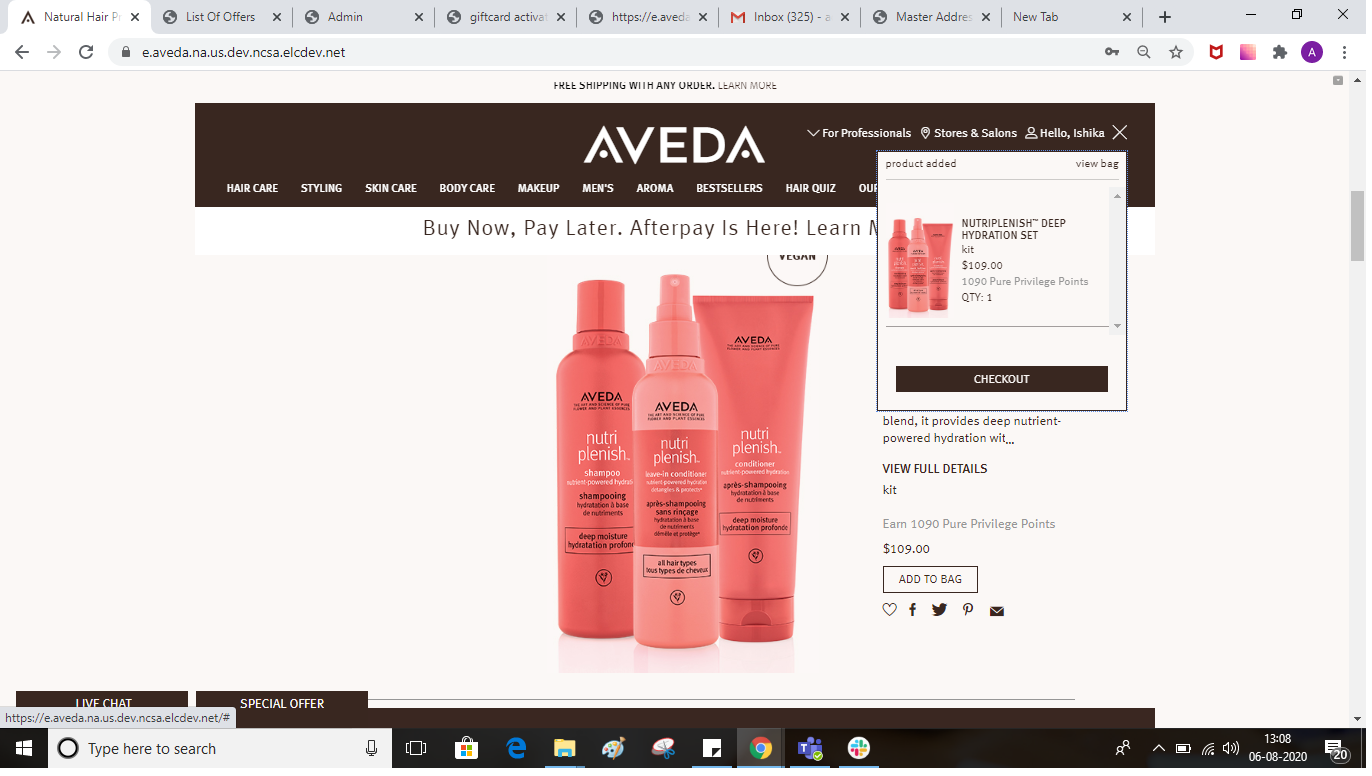 Natural Hair Pr
List Of Offers
Admin
giftcard activat
https://e.aveda
Inbox (325) - a
Master Addres
New Tab
e.aveda.na.us.dev.ncsa.elcdev.net
A
FREE SHIPPING WITH ANY ORDER. LEARN MORE
For Professionals
Stores & Salons
Hello, Ishika
AVEDA
HAIR CARE
STYLING
SKIN CARE
BODY CARE
MAKEUP
MEN'S
AROMA
BESTSELLERS
HAIR QUIZ
OU
Buy Now, Pay Later. Afterpay Is Here! Learn M
product added
view bag
NUTRIPLENISH™ DEEP
HYDRATION SET
kit
$109.00
1090 Pure Privilege Points
QTY: 1
CHECKOUT
VEGAN
AVEDA
THE ART AND SCIENCE OF PURE
FLOWER AND PLANT ESSENCES
nutri
plenish™
shampoo
nutrient-powered hydrati
shampooing
hydratation à base
de nutriments
deep moisture
hydratation profond
AVEDA
THE ART AND SCIENCE OF PURE
FLOWER AND PLANT ESSENCES
nutri
plenish™
leave-in conditioner
nutrient-powered hydration
detangles & protects*
après-shampooing
sans rinçage
hydratation à base
de nutriments
démêle et protège*
all hair types
tous types de cheveux
AVEDA
THE ART AND SCIENCE OF PURE
FLOWER AND PLANT ESSENCES
nutri
plenish™
conditioner
nutrient-powered hydration
après-shampooing
hydratation à base
de nutriments
deep moisture
hydratation profonde
blend, it provides deep nutrient-
powered hydration wit...
VIEW FULL DETAILS
kit
Earn 1090 Pure Privilege Points
$109.00
ADD TO BAG
LIVE CHAT
SPECIAL OFFER
https://e.aveda.na.us.dev.ncsa.elcdev.net/#
Type here to search
13:08
06-08-2020
20